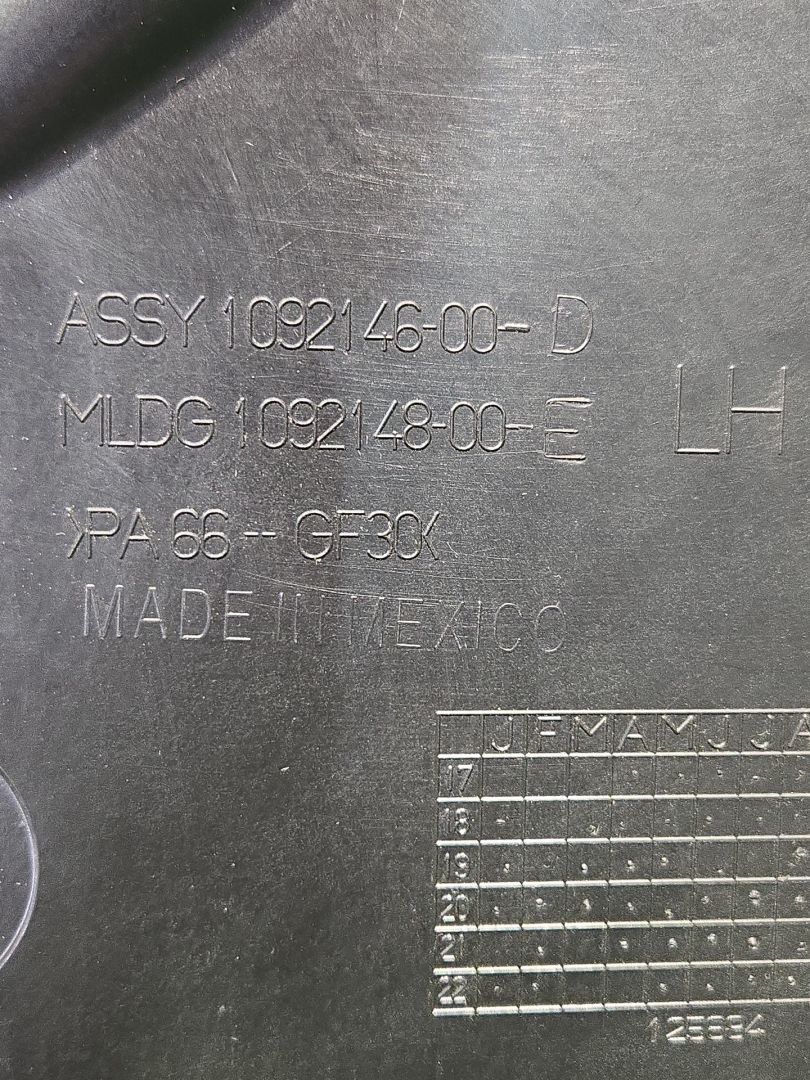 ASSY 1092146-00-D
MLDG 1092148-00-E
LH
>PA 66-- GF30<
MADE IN MEXICO
J F M A M J J A
17
18
19
20
21
22
125694